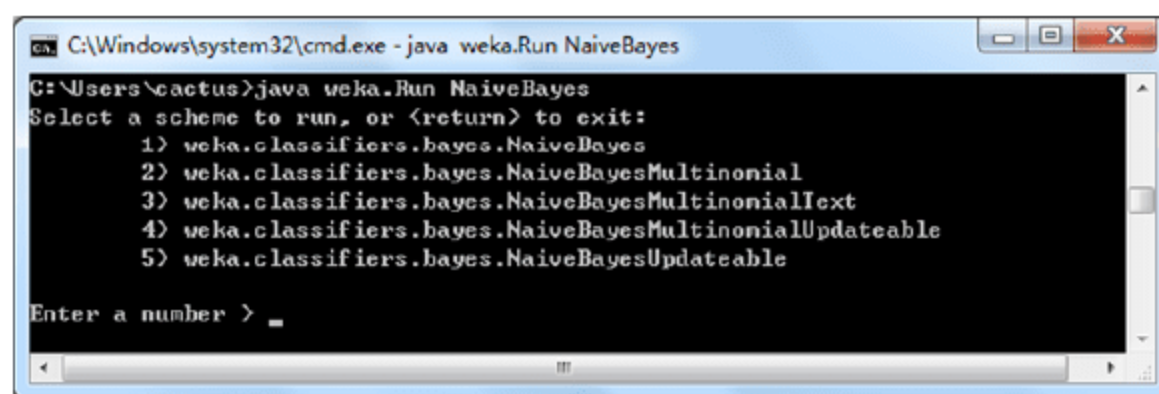 C:\Windows\system32\cmd.exe - java weka.Run NaiveBayes
C:\Users\cactus>java weka.Run NaiveBayes
Select a scheme to run, or <return> to exit:
1) weka.classifiers.bayes.NaiveBayes
2) weka.classifiers.bayes.NaiveBayesMultinomial
3) weka.classifiers.bayes.NaiveBayesMultinomialText
4) weka.classifiers.bayes.NaiveBayesMultinomialUpdateable
5) weka.classifiers.bayes.NaiveBayesUpdateable
Enter a number > _